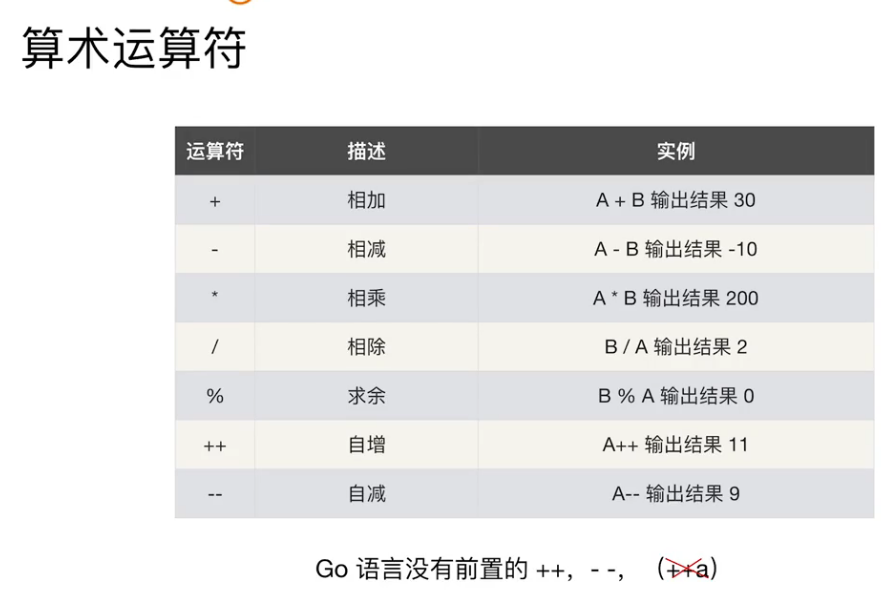 算术运算符
运算符 描述 实例
+ 相加 A + B 输出结果 30
- 相减 A - B 输出结果 -10
* 相乘 A * B 输出结果 200
/ 相除 B / A 输出结果 2
% 求余 B % A 输出结果 0
++ 自增 A++ 输出结果 11
-- 自减 A-- 输出结果 9
Go 语言没有前置的 ++，- -，（++a）